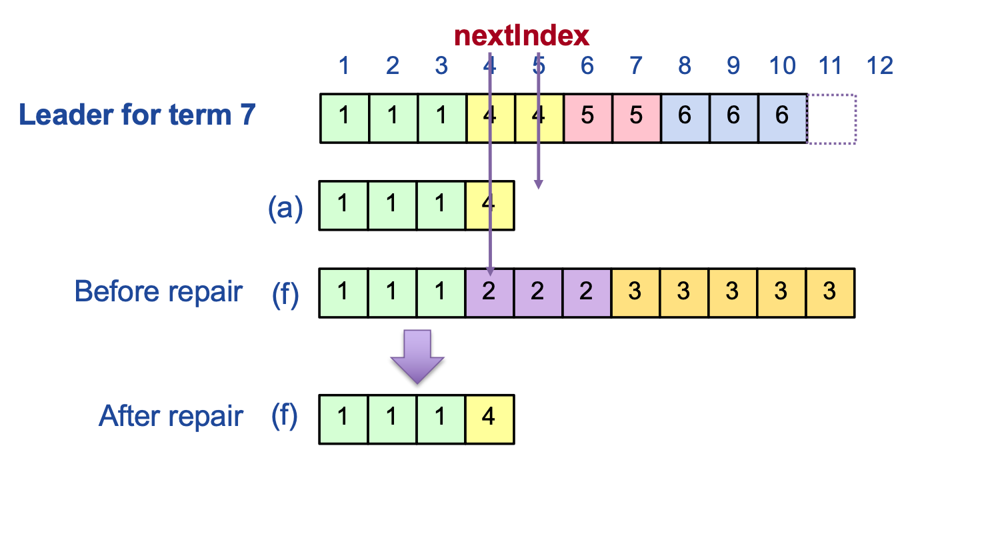 nextIndex
1 2 3 4 5 6 7 8 9 10 11 12
Leader for term 7 1 1 1 4 4 5 5 6 6 6
(a) 1 1 1 4
Before repair (f) 1 1 1 2 2 2 3 3 3 3 3
After repair (f) 1 1 1 4